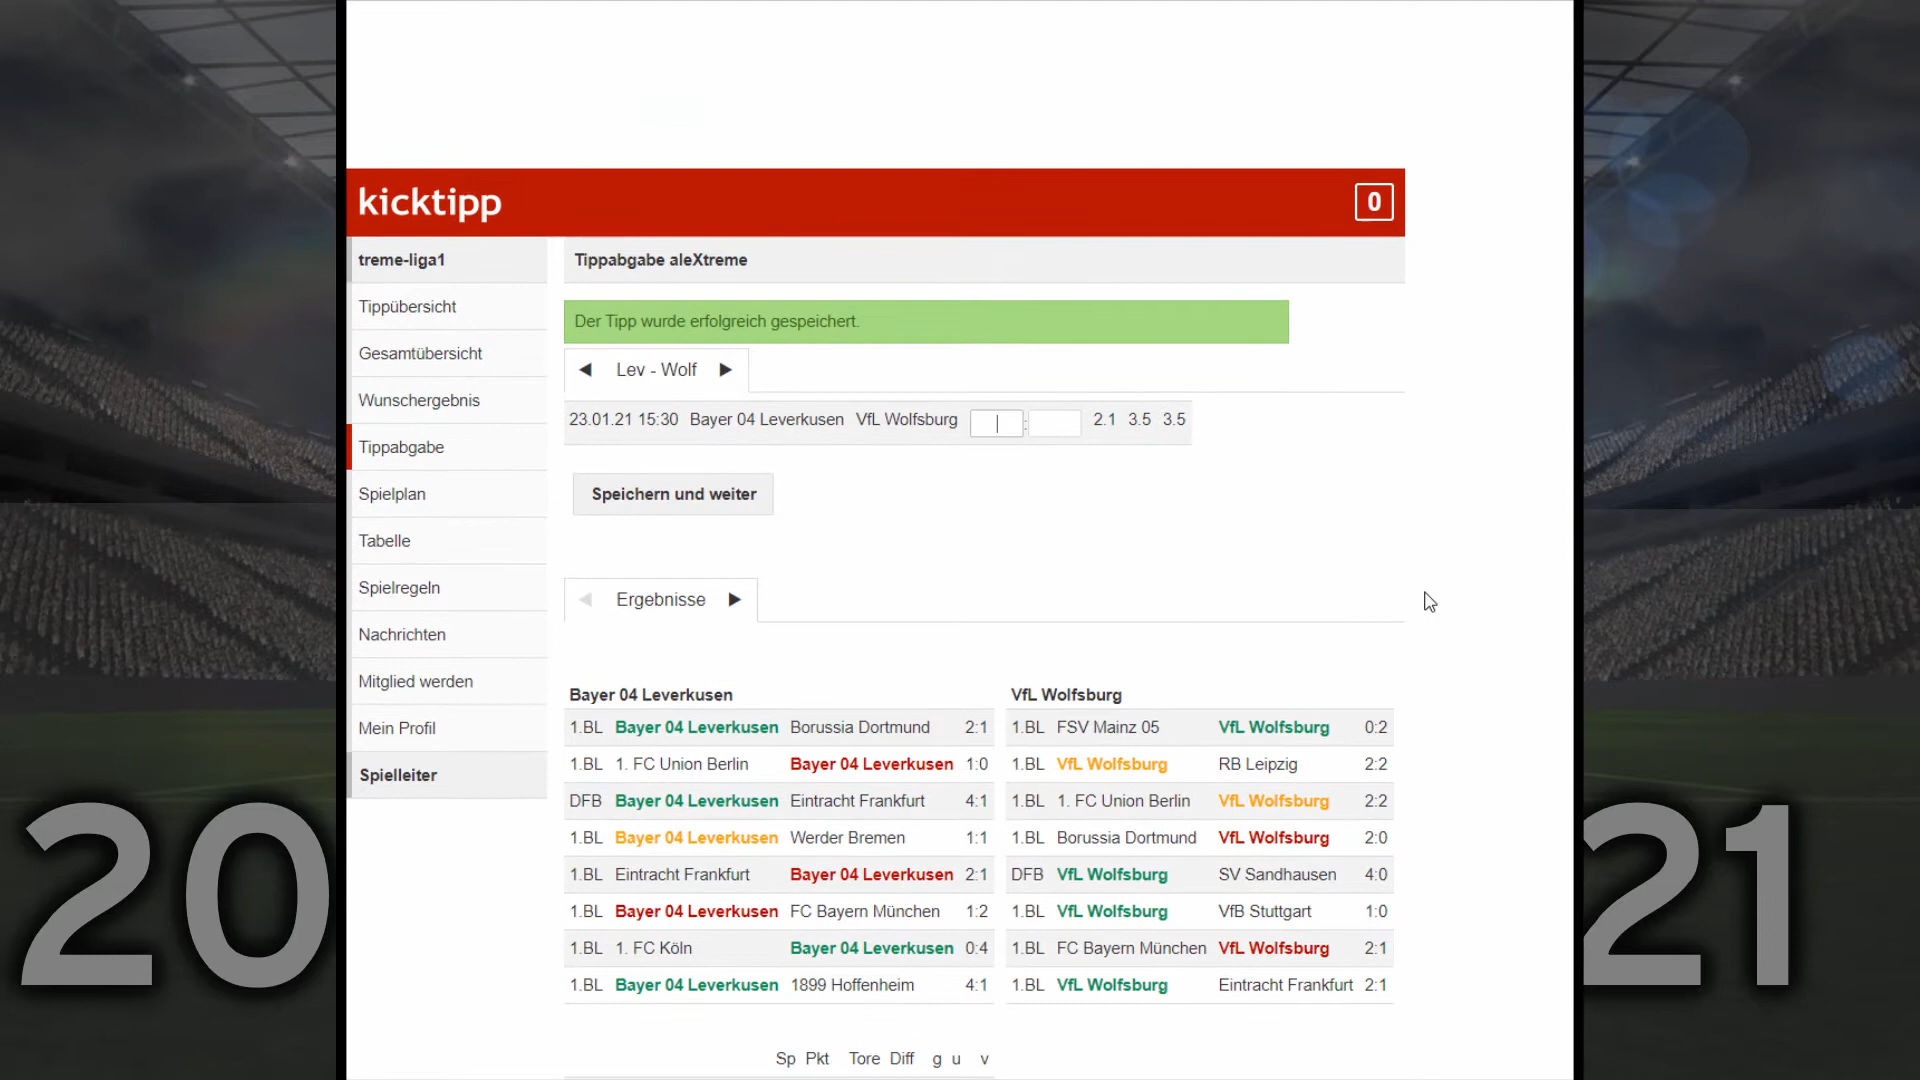 kicktipp
0
treme-liga1
Tippübersicht
Gesamtübersicht
Wunschergebnis
Tippabgabe
Spielplan
Tabelle
Spielregeln
Nachrichten
Mitglied werden
Mein Profil
Spielleiter
Tippabgabe aleXtreme
Der Tipp wurde erfolgreich gespeichert.
Lev - Wolf
23.01.21 15:30 Bayer 04 Leverkusen VfL Wolfsburg : 2.1 3.5 3.5
Speichern und weiter
Ergebnisse
Bayer 04 Leverkusen
1.BL Bayer 04 Leverkusen Borussia Dortmund 2:1
1.BL 1. FC Union Berlin Bayer 04 Leverkusen 1:0
DFB Bayer 04 Leverkusen Eintracht Frankfurt 4:1
1.BL Bayer 04 Leverkusen Werder Bremen 1:1
1.BL Eintracht Frankfurt Bayer 04 Leverkusen 2:1
1.BL Bayer 04 Leverkusen FC Bayern München 1:2
1.BL 1. FC Köln Bayer 04 Leverkusen 0:4
1.BL Bayer 04 Leverkusen 1899 Hoffenheim 4:1
VfL Wolfsburg
1.BL FSV Mainz 05 VfL Wolfsburg 0:2
1.BL VfL Wolfsburg RB Leipzig 2:2
1.BL 1. FC Union Berlin VfL Wolfsburg 2:2
1.BL Borussia Dortmund VfL Wolfsburg 2:0
DFB VfL Wolfsburg SV Sandhausen 4:0
1.BL VfL Wolfsburg VfB Stuttgart 1:0
1.BL FC Bayern München VfL Wolfsburg 2:1
1.BL VfL Wolfsburg Eintracht Frankfurt 2:1
Sp Pkt Tore Diff g u v
20
21